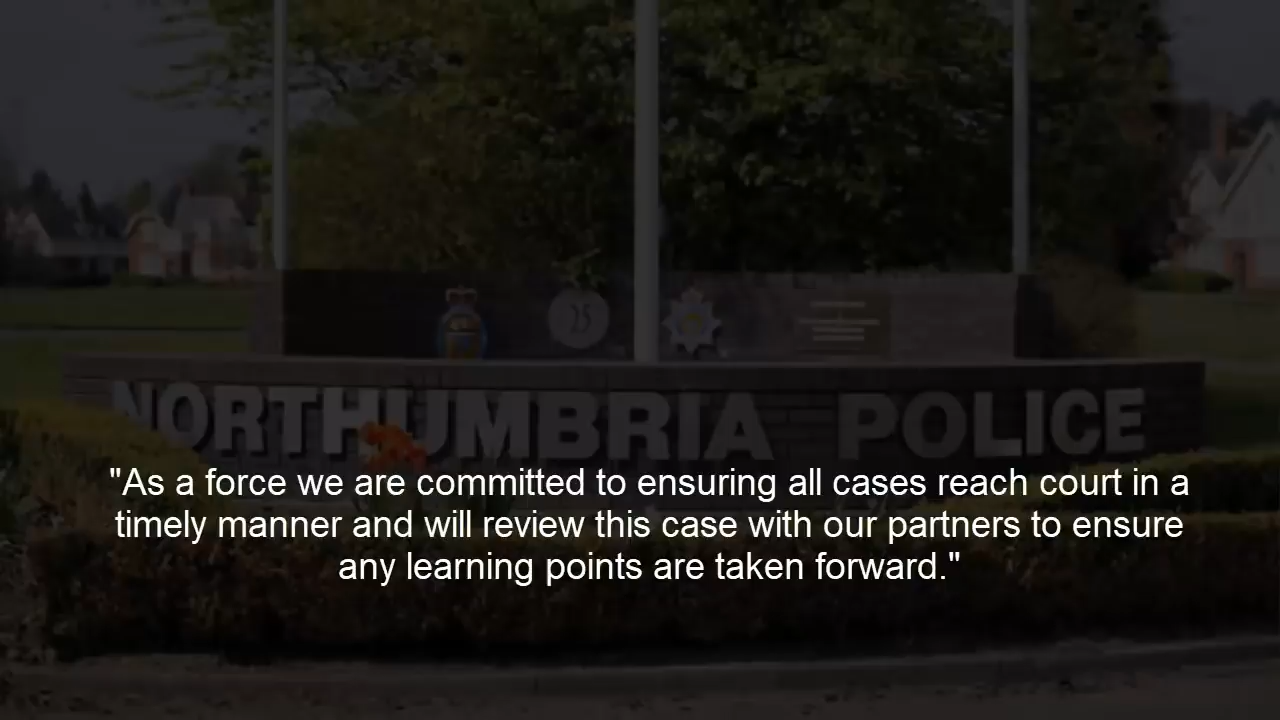 25
NORTHUMBRIA POLICE
"As a force we are committed to ensuring all cases reach court in a
timely manner and will review this case with our partners to ensure
any learning points are taken forward."